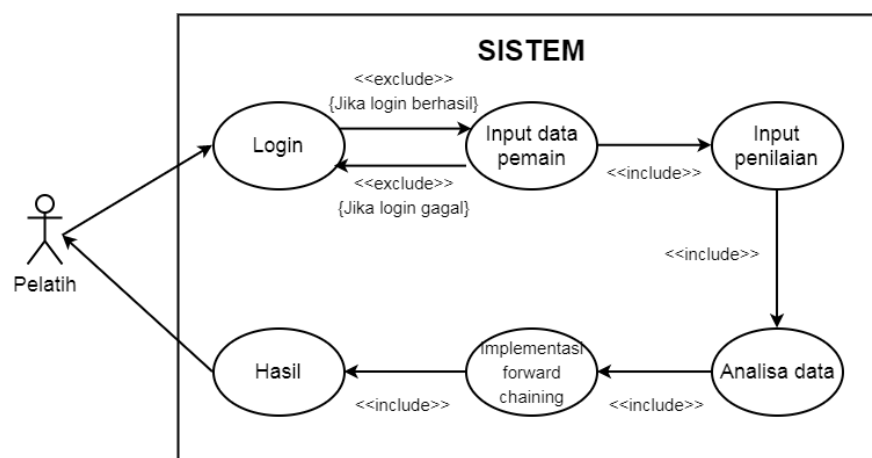 SISTEM
<<exclude>>
{Jika login berhasil}
Login
Input data
pemain
Input
penilaian
<<include>>
<<exclude>>
{Jika login gagal}
<<include>>
Pelatih
Hasil
<<include>>
Implementasi
forward
chaining
<<include>>
Analisa data